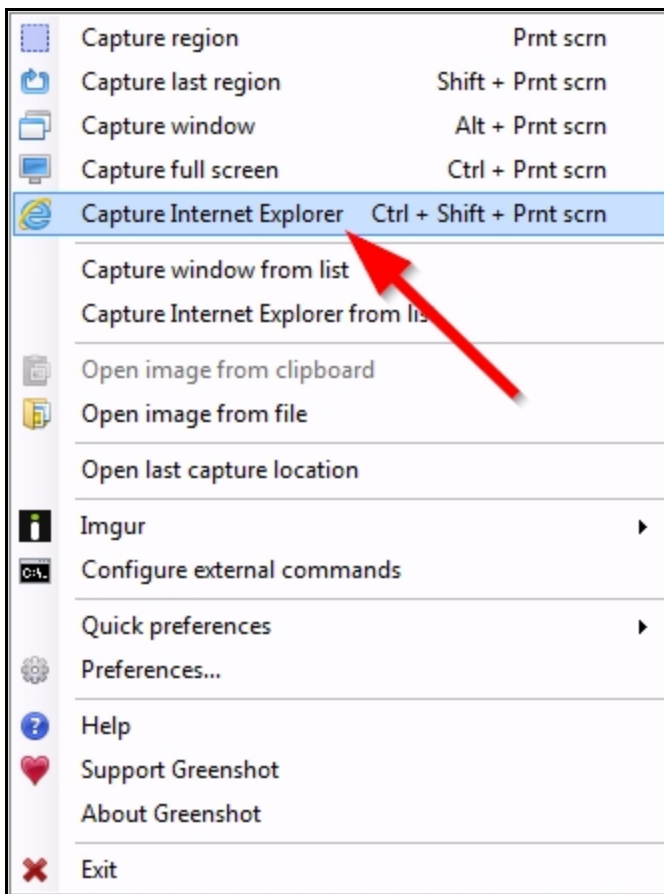 Capture region Prnt scrn
Capture last region Shift + Prnt scrn
Capture window Alt + Prnt scrn
Capture full screen Ctrl + Prnt scrn
Capture Internet Explorer Ctrl + Shift + Prnt scrn
Capture window from list
Capture Internet Explorer from lis
Open image from clipboard
Open image from file
Open last capture location
Imgur
C:\. Configure external commands
Quick preferences
Preferences...
Help
Support Greenshot
About Greenshot
Exit